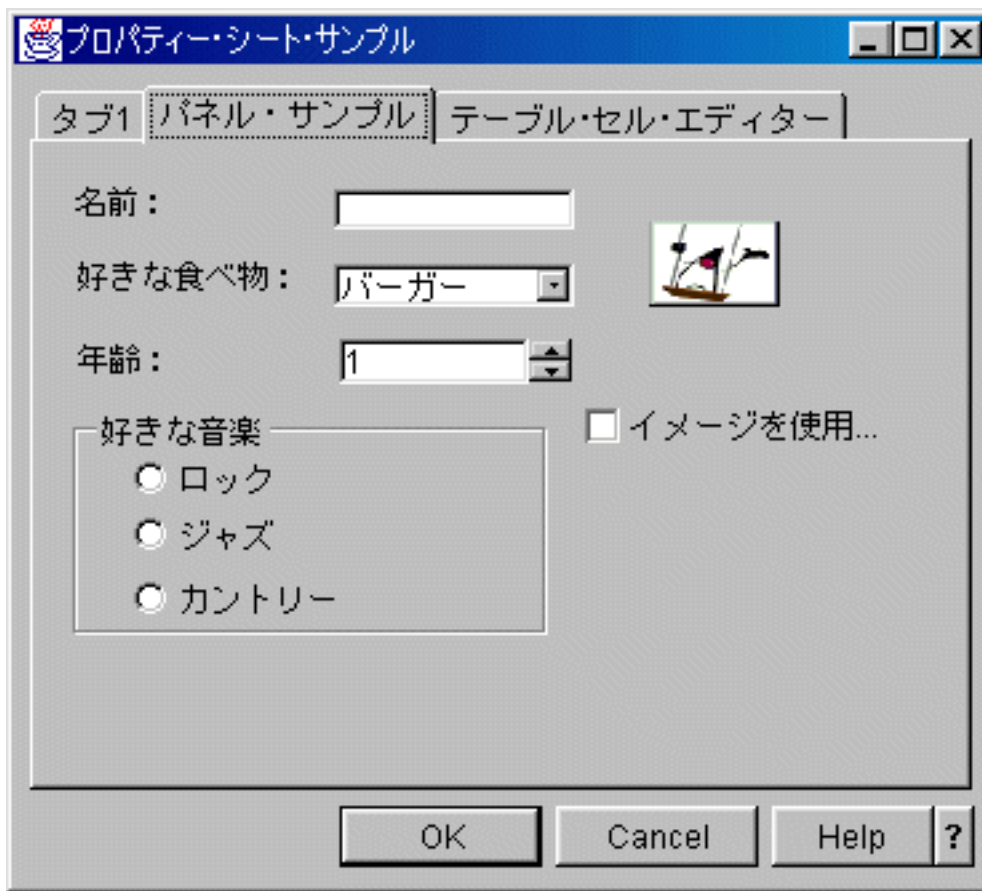 プロパティー・シート・サンプル
タブ1 パネル・サンプル テーブル・セル・エディター
名前：
好きな食べ物： バーガー
年齢： 1
好きな音楽 イメージを使用...
ロック
ジャズ
カントリー
OK Cancel Help ?